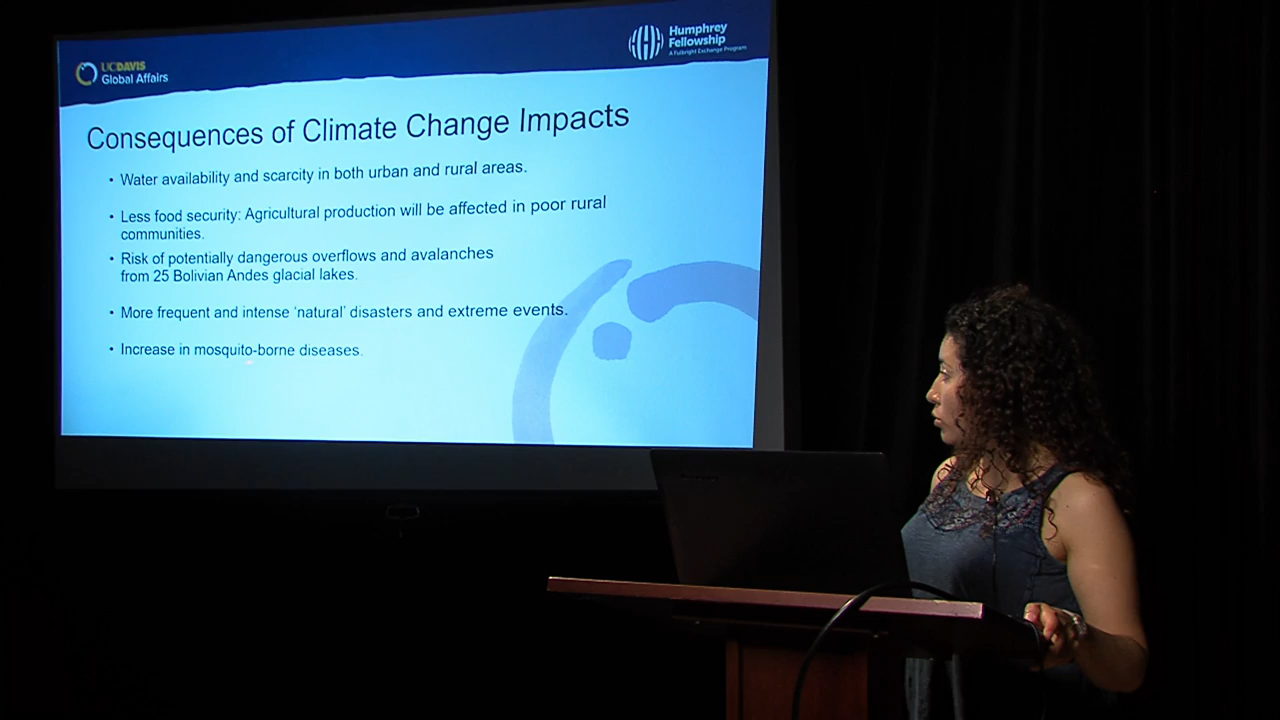 UCDAVIS
Global Affairs
Humphrey
Fellowship
A Fulbright Exchange Program
Consequences of Climate Change Impacts
• Water availability and scarcity in both urban and rural areas.
• Less food security: Agricultural production will be affected in poor rural
communities.
• Risk of potentially dangerous overflows and avalanches
from 25 Bolivian Andes glacial lakes.
• More frequent and intense ‘natural’ disasters and extreme events.
• Increase in mosquito-borne diseases.